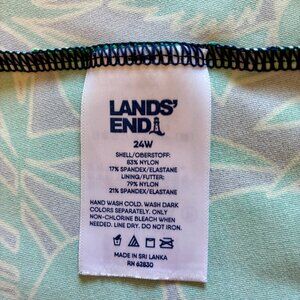 LANDS'
END
24W
SHELL/OBERSTOFF:
83% NYLON
17% SPANDEX/ELASTANE
LINING/FUTTER:
79% NYLON
21% SPANDEX/ELASTANE
HAND WASH COLD. WASH DARK
COLORS SEPARATELY. ONLY
NON-CHLORINE BLEACH WHEN
NEEDED. LINE DRY. DO NOT IRON.
MADE IN SRI LANKA
RN 62830